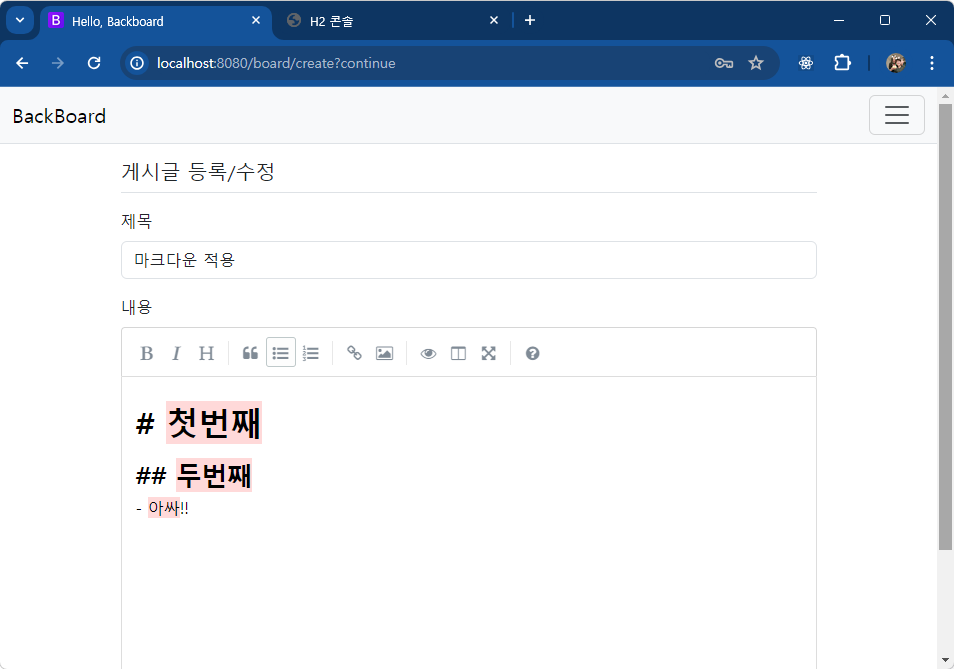 Hello, Backboard
H2 콘솔
localhost:8080/board/create?continue
BackBoard
게시글 등록/수정
제목
마크다운 적용
내용
B I H
# 첫번째
## 두번째
- 아싸!!